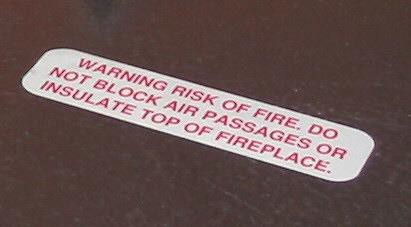 WARNING RISK OF FIRE. DO
NOT BLOCK AIR PASSAGES OR
INSULATE TOP OF FIREPLACE.